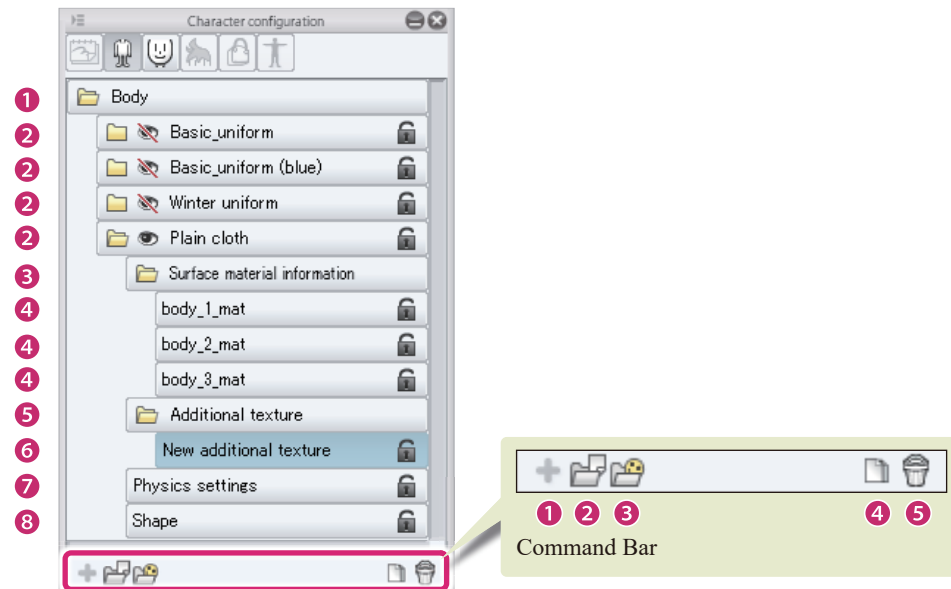 Character configuration
1 Body
2 Basic_uniform
2 Basic_uniform (blue)
2 Winter uniform
2 Plain cloth
3 Surface material information
4 body_1_mat
4 body_2_mat
4 body_3_mat
5 Additional texture
6 New additional texture
7 Physics settings
8 Shape
1 2 3 4 5
Command Bar